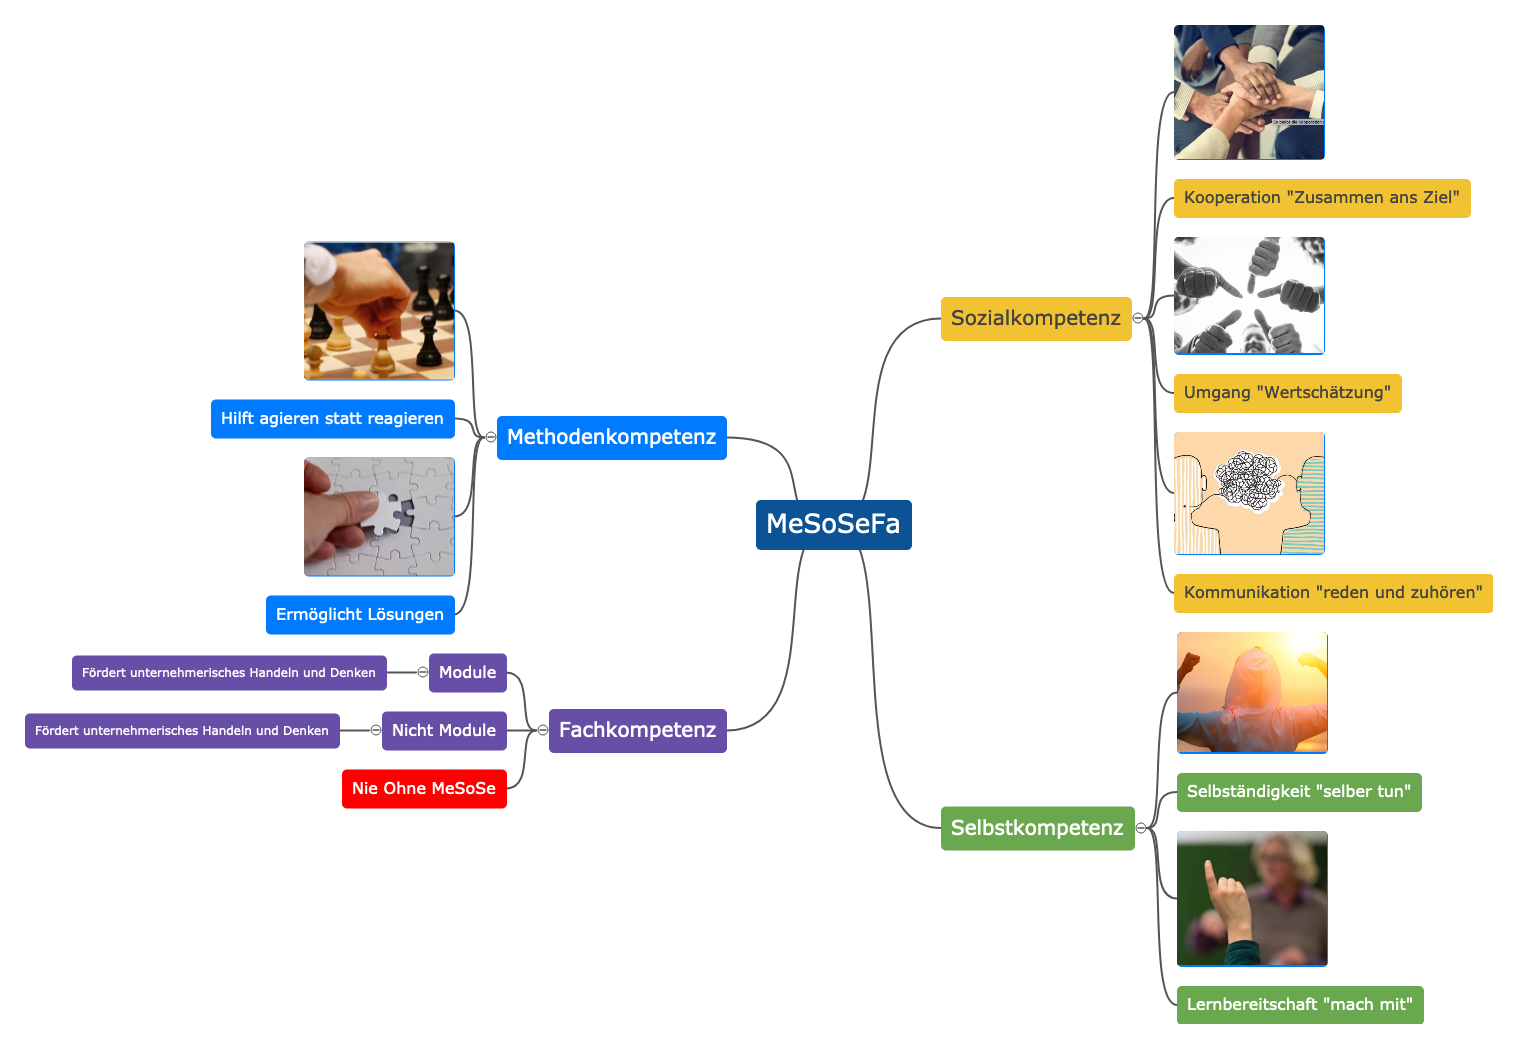 MeSoSeFa
Methodenkompetenz
Hilft agieren statt reagieren
Ermöglicht Lösungen
Fachkompetenz
Module
Fördert unternehmerisches Handeln und Denken
Nicht Module
Fördert unternehmerisches Handeln und Denken
Nie Ohne MeSoSe
Sozialkompetenz
Kooperation "Zusammen ans Ziel"
Umgang "Wertschätzung"
Kommunikation "reden und zuhören"
Selbstkompetenz
Selbständigkeit "selber tun"
Lernbereitschaft "mach mit"